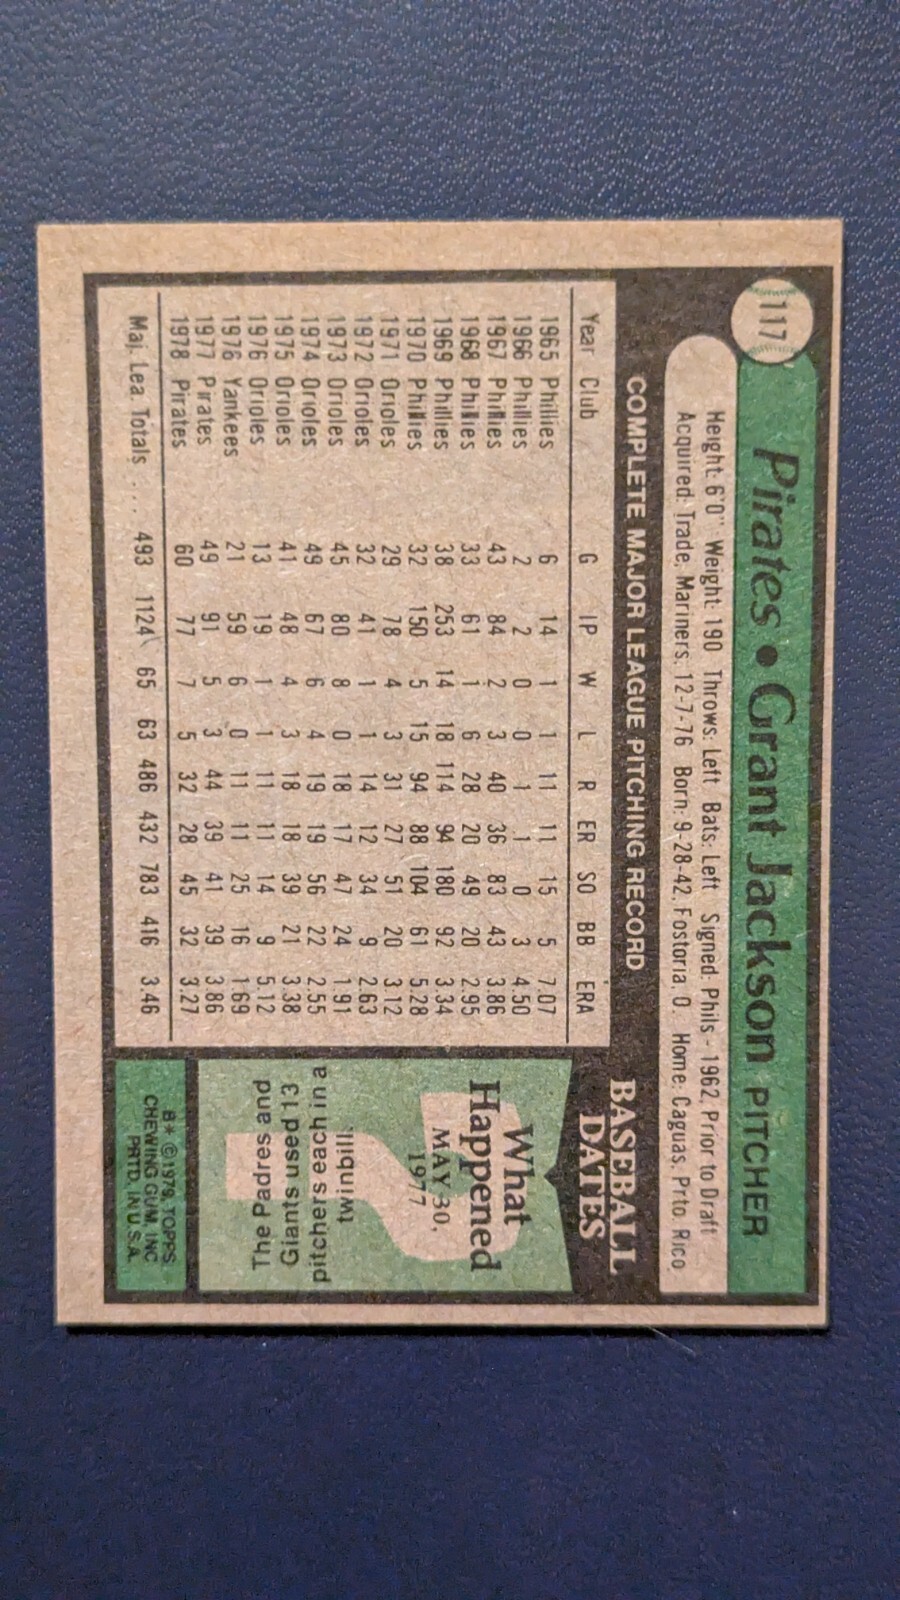 117
Pirates • Grant Jackson PITCHER
Height: 6'0" Weight: 190 Throws: Left Bats: Left Signed: Phils - 1962, Prior to Draft
Acquired: Trade, Mariners, 12-7-76 Born: 9-28-42, Fostoria, O. Home: Caguas, Prto. Rico
COMPLETE MAJOR LEAGUE PITCHING RECORD
Year Club G IP W L R ER SO BB ERA
1965 Phillies 6 14 1 1 11 11 15 5 7.07
1966 Phillies 2 2 0 0 1 1 0 3 4.50
1967 Phillies 43 84 2 3 40 36 83 43 3.86
1968 Phillies 33 61 1 6 28 20 49 20 2.95
1969 Phillies 38 253 14 18 114 94 180 92 3.34
1970 Phillies 32 150 5 15 94 88 104 61 5.28
1971 Orioles 29 78 4 3 31 27 51 20 3.12
1972 Orioles 32 41 1 1 14 12 34 9 2.63
1973 Orioles 45 80 8 0 18 17 47 24 1.91
1974 Orioles 49 67 6 4 19 19 56 22 2.55
1975 Orioles 41 48 4 3 18 18 39 21 3.38
1976 Orioles 13 19 1 1 11 11 14 9 5.12
1976 Yankees 21 59 6 0 11 11 25 16 1.69
1977 Pirates 49 91 5 3 44 39 41 39 3.86
1978 Pirates 60 77 7 5 32 28 45 32 3.27
Maj. Lea. Totals . . . 493 1124 65 63 486 432 783 416 3.46
BASEBALL
DATES
What
Happened
MAY 30,
1977
The Padres and
Giants used 13
pitchers each in a
twinbill.
B* ©1979, TOPPS
CHEWING GUM, INC
PRTD. IN U.S.A.